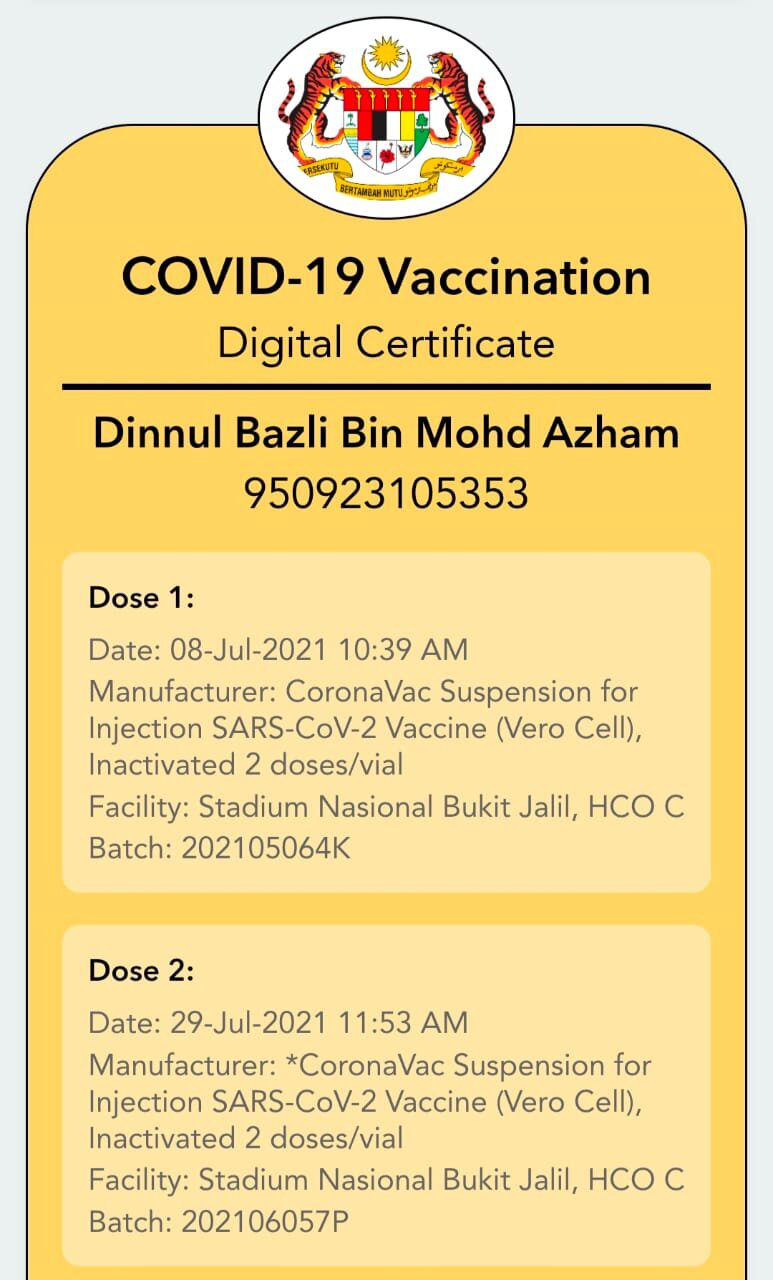 ERSEKUTU
BERTAMBAH MUTU
COVID-19 Vaccination
Digital Certificate
Dinnul Bazli Bin Mohd Azham
950923105353
Dose 1:
Date: 08-Jul-2021 10:39 AM
Manufacturer: CoronaVac Suspension for
Injection SARS-CoV-2 Vaccine (Vero Cell),
Inactivated 2 doses/vial
Facility: Stadium Nasional Bukit Jalil, HCO C
Batch: 202105064K
Dose 2:
Date: 29-Jul-2021 11:53 AM
Manufacturer: *CoronaVac Suspension for
Injection SARS-CoV-2 Vaccine (Vero Cell),
Inactivated 2 doses/vial
Facility: Stadium Nasional Bukit Jalil, HCO C
Batch: 202106057P